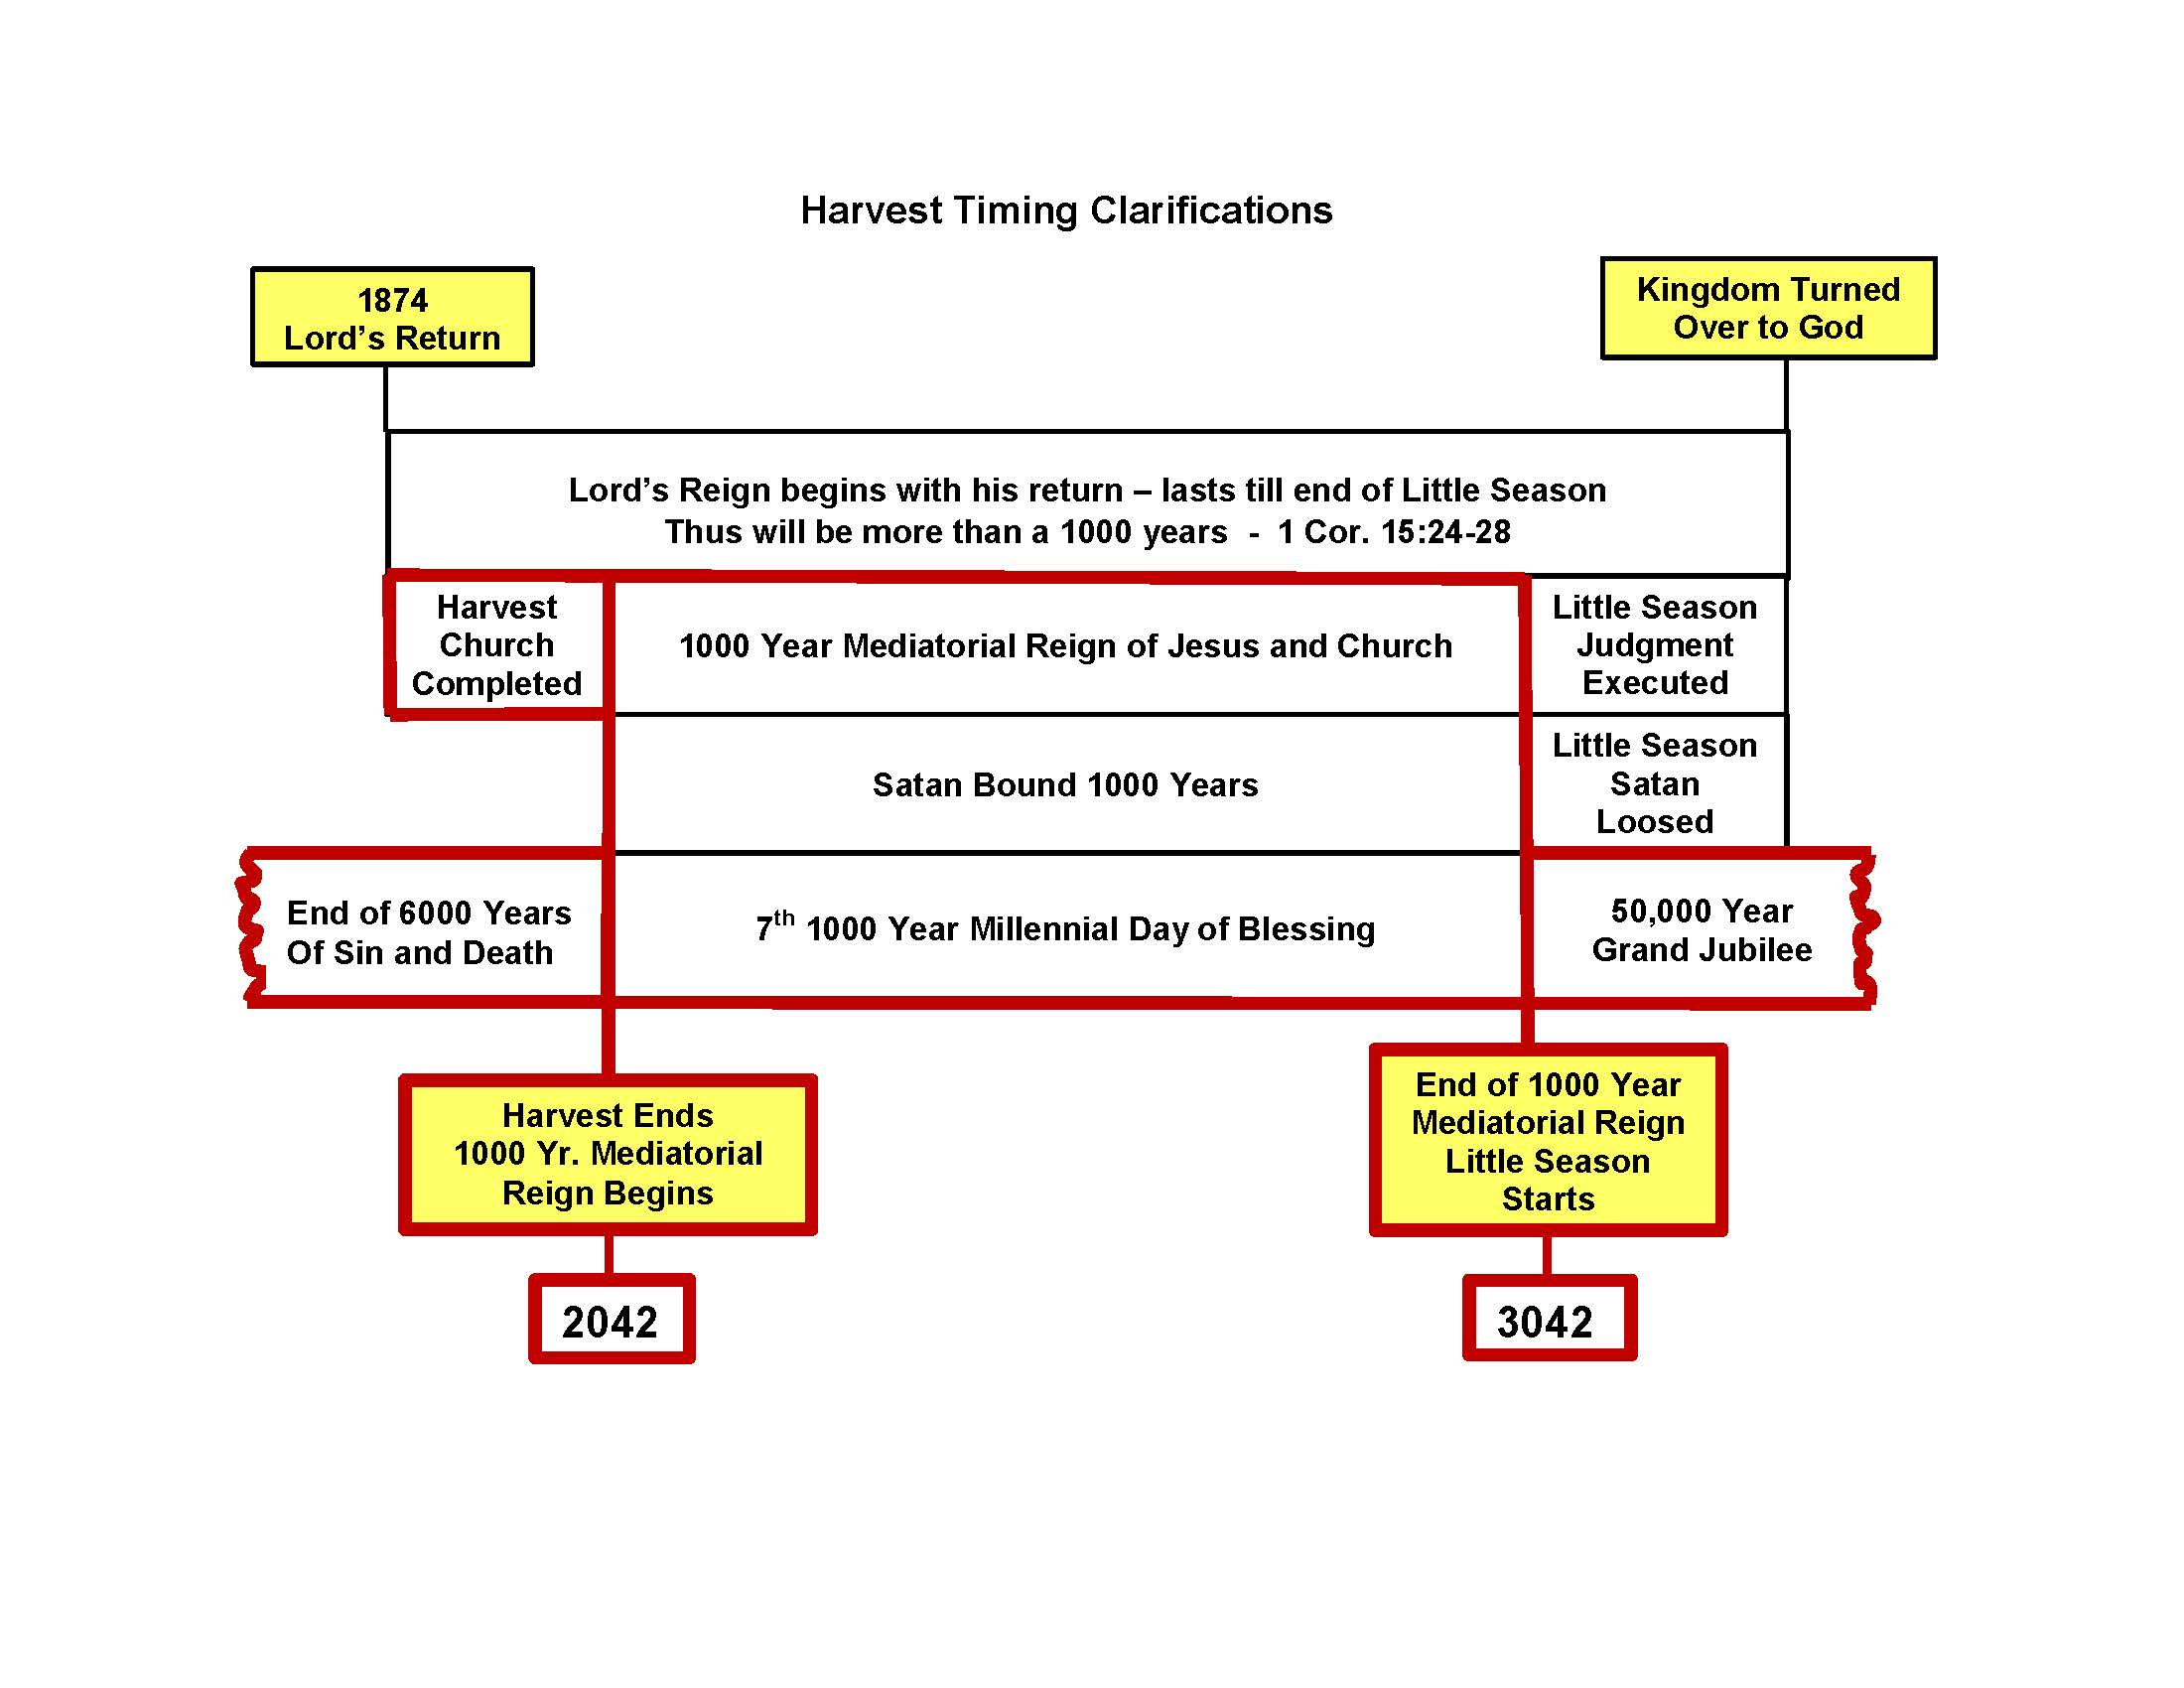 Harvest Timing Clarifications
1874
Lord's Return
Kingdom Turned
Over to God
Lord's Reign begins with his return – lasts till end of Little Season
Thus will be more than a 1000 years  -  1 Cor. 15:24-28
Harvest
Church
Completed
1000 Year Mediatorial Reign of Jesus and Church
Little Season
Judgment
Executed
Satan Bound 1000 Years
Little Season
Satan
Loosed
End of 6000 Years
Of Sin and Death
7th 1000 Year Millennial Day of Blessing
50,000 Year
Grand Jubilee
Harvest Ends
1000 Yr. Mediatorial
Reign Begins
End of 1000 Year
Mediatorial Reign
Little Season
Starts
2042
3042